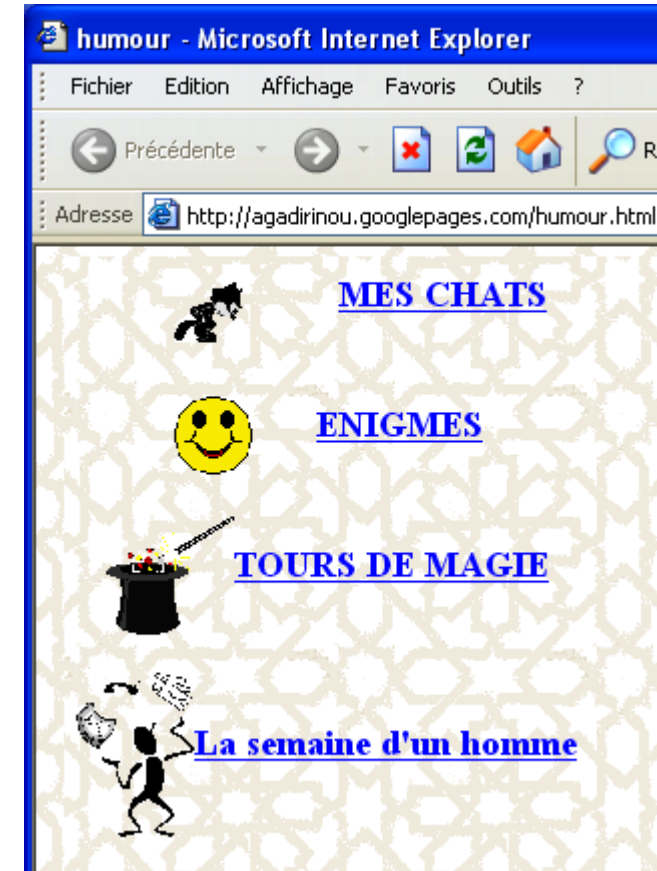 humour - Microsoft Internet Explorer
Fichier Edition Affichage Favoris Outils ?
Précédente R
Adresse http://agadirinou.googlepages.com/humour.html
MES CHATS
ENIGMES
TOURS DE MAGIE
La semaine d'un homme